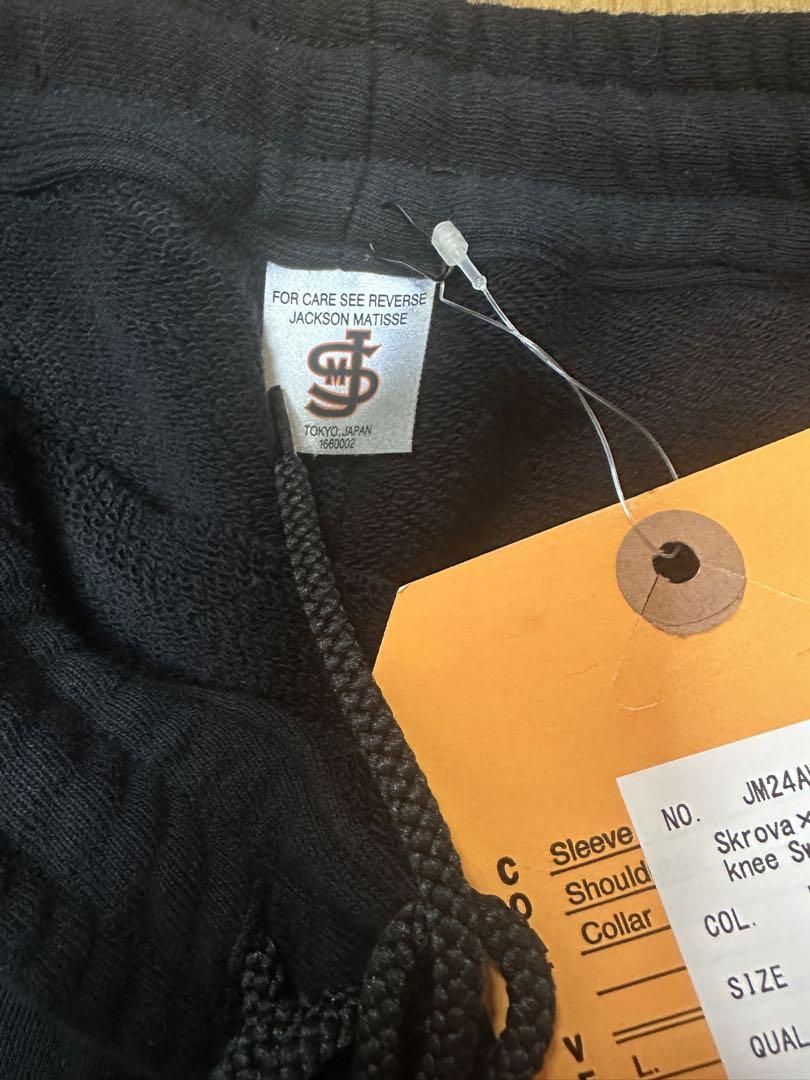 FOR CARE SEE REVERSE
JACKSON MATISSE
JMS
TOKYO, JAPAN
1660002
NO. JM24A
Skrova×
knee Sw
COL.
SIZE
QUAL
Sleeve
Should
Collar
L.